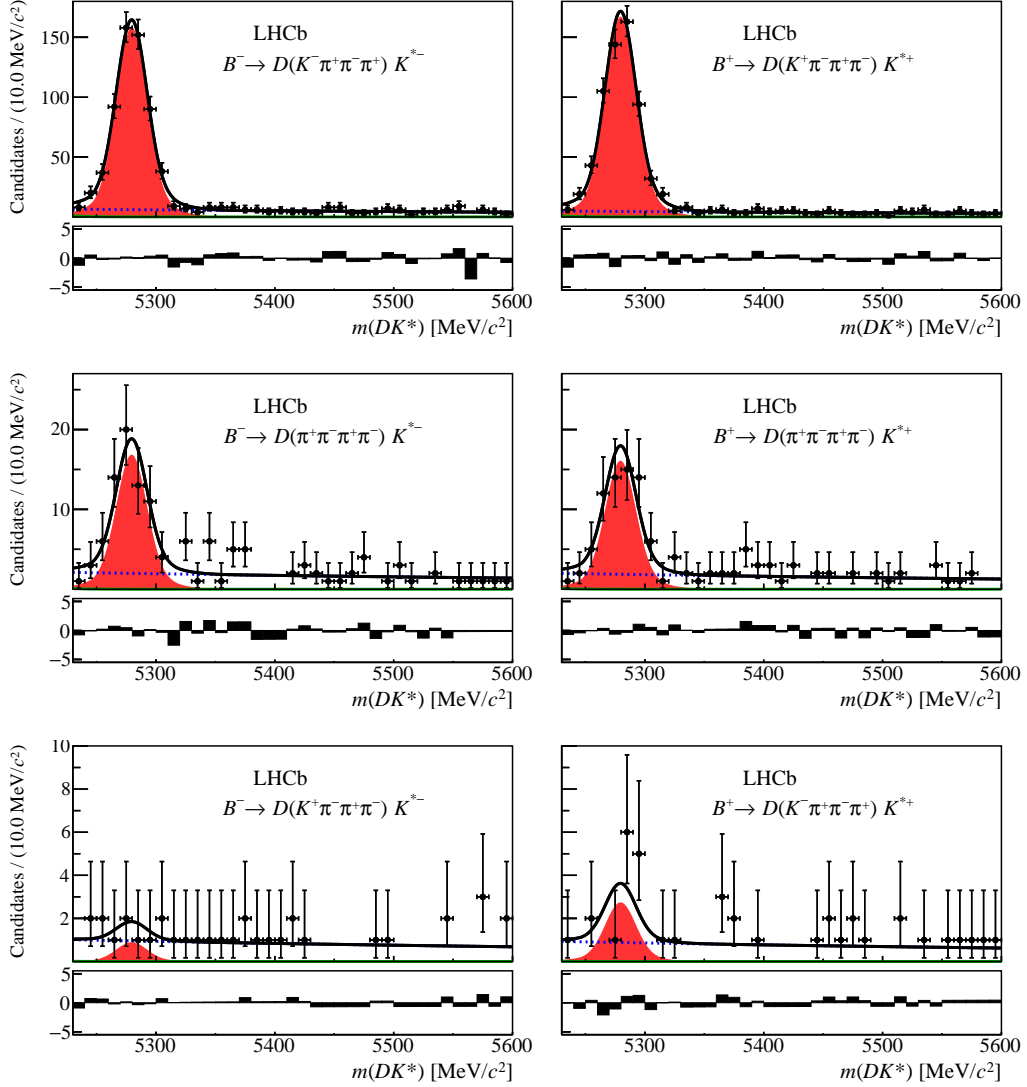 LHCb
B⁻→ D(K⁻π⁺π⁻π⁺) K*⁻
Candidates / (10.0 MeV/c²)
150
100
50
5
0
−5
5300 5400 5500 5600
m(DK*) [MeV/c²]
LHCb
B⁺→ D(K⁺π⁻π⁺π⁻) K*⁺
5300 5400 5500 5600
m(DK*) [MeV/c²]
LHCb
B⁻→ D(π⁺π⁻π⁺π⁻) K*⁻
Candidates / (10.0 MeV/c²)
20
10
5
0
−5
5300 5400 5500 5600
m(DK*) [MeV/c²]
LHCb
B⁺→ D(π⁺π⁻π⁺π⁻) K*⁺
5300 5400 5500 5600
m(DK*) [MeV/c²]
LHCb
B⁻→ D(K⁺π⁻π⁺π⁻) K*⁻
Candidates / (10.0 MeV/c²)
10
8
6
4
2
5
0
−5
5300 5400 5500 5600
m(DK*) [MeV/c²]
LHCb
B⁺→ D(K⁻π⁺π⁻π⁺) K*⁺
5300 5400 5500 5600
m(DK*) [MeV/c²]